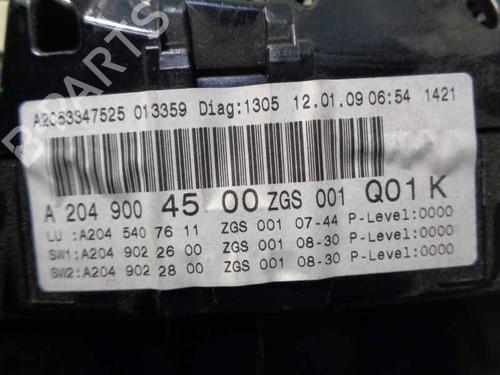 A2C53347525 013359 Diag:1305 12.01.09 06:54 1421
A 204 900 45 00 ZGS 001 Q01 K
LU :A204 540 76 11 ZGS 001 07-44 P-Level:0000
SW1:A204 902 26 00 ZGS 001 08-30 P-Level:0000
SW2:A204 902 28 00 ZGS 001 08-30 P-Level:0000
B-PARTS